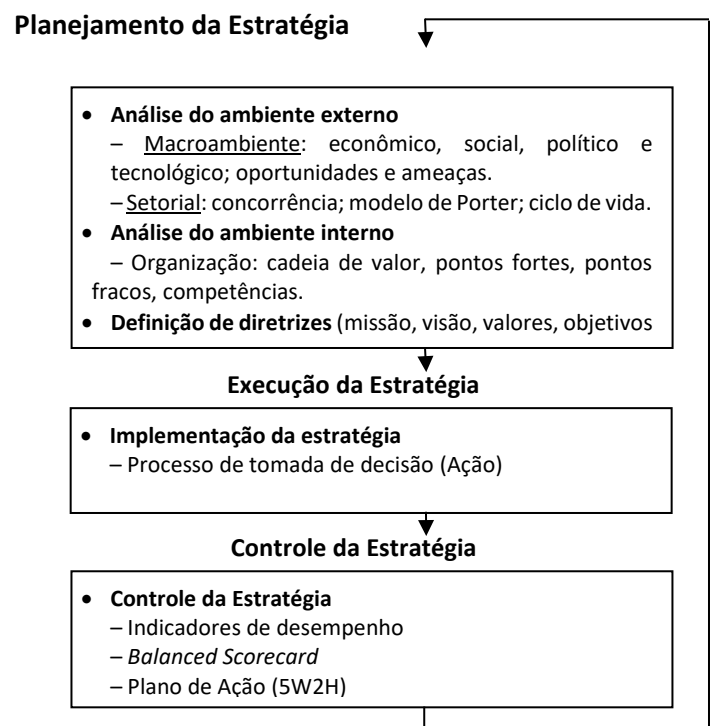 Planejamento da Estratégia
• Análise do ambiente externo
– Macroambiente: econômico, social, político e
tecnológico; oportunidades e ameaças.
– Setorial: concorrência; modelo de Porter; ciclo de vida.
• Análise do ambiente interno
– Organização: cadeia de valor, pontos fortes, pontos
fracos, competências.
• Definição de diretrizes (missão, visão, valores, objetivos
Execução da Estratégia
• Implementação da estratégia
– Processo de tomada de decisão (Ação)
Controle da Estratégia
• Controle da Estratégia
– Indicadores de desempenho
– Balanced Scorecard
– Plano de Ação (5W2H)